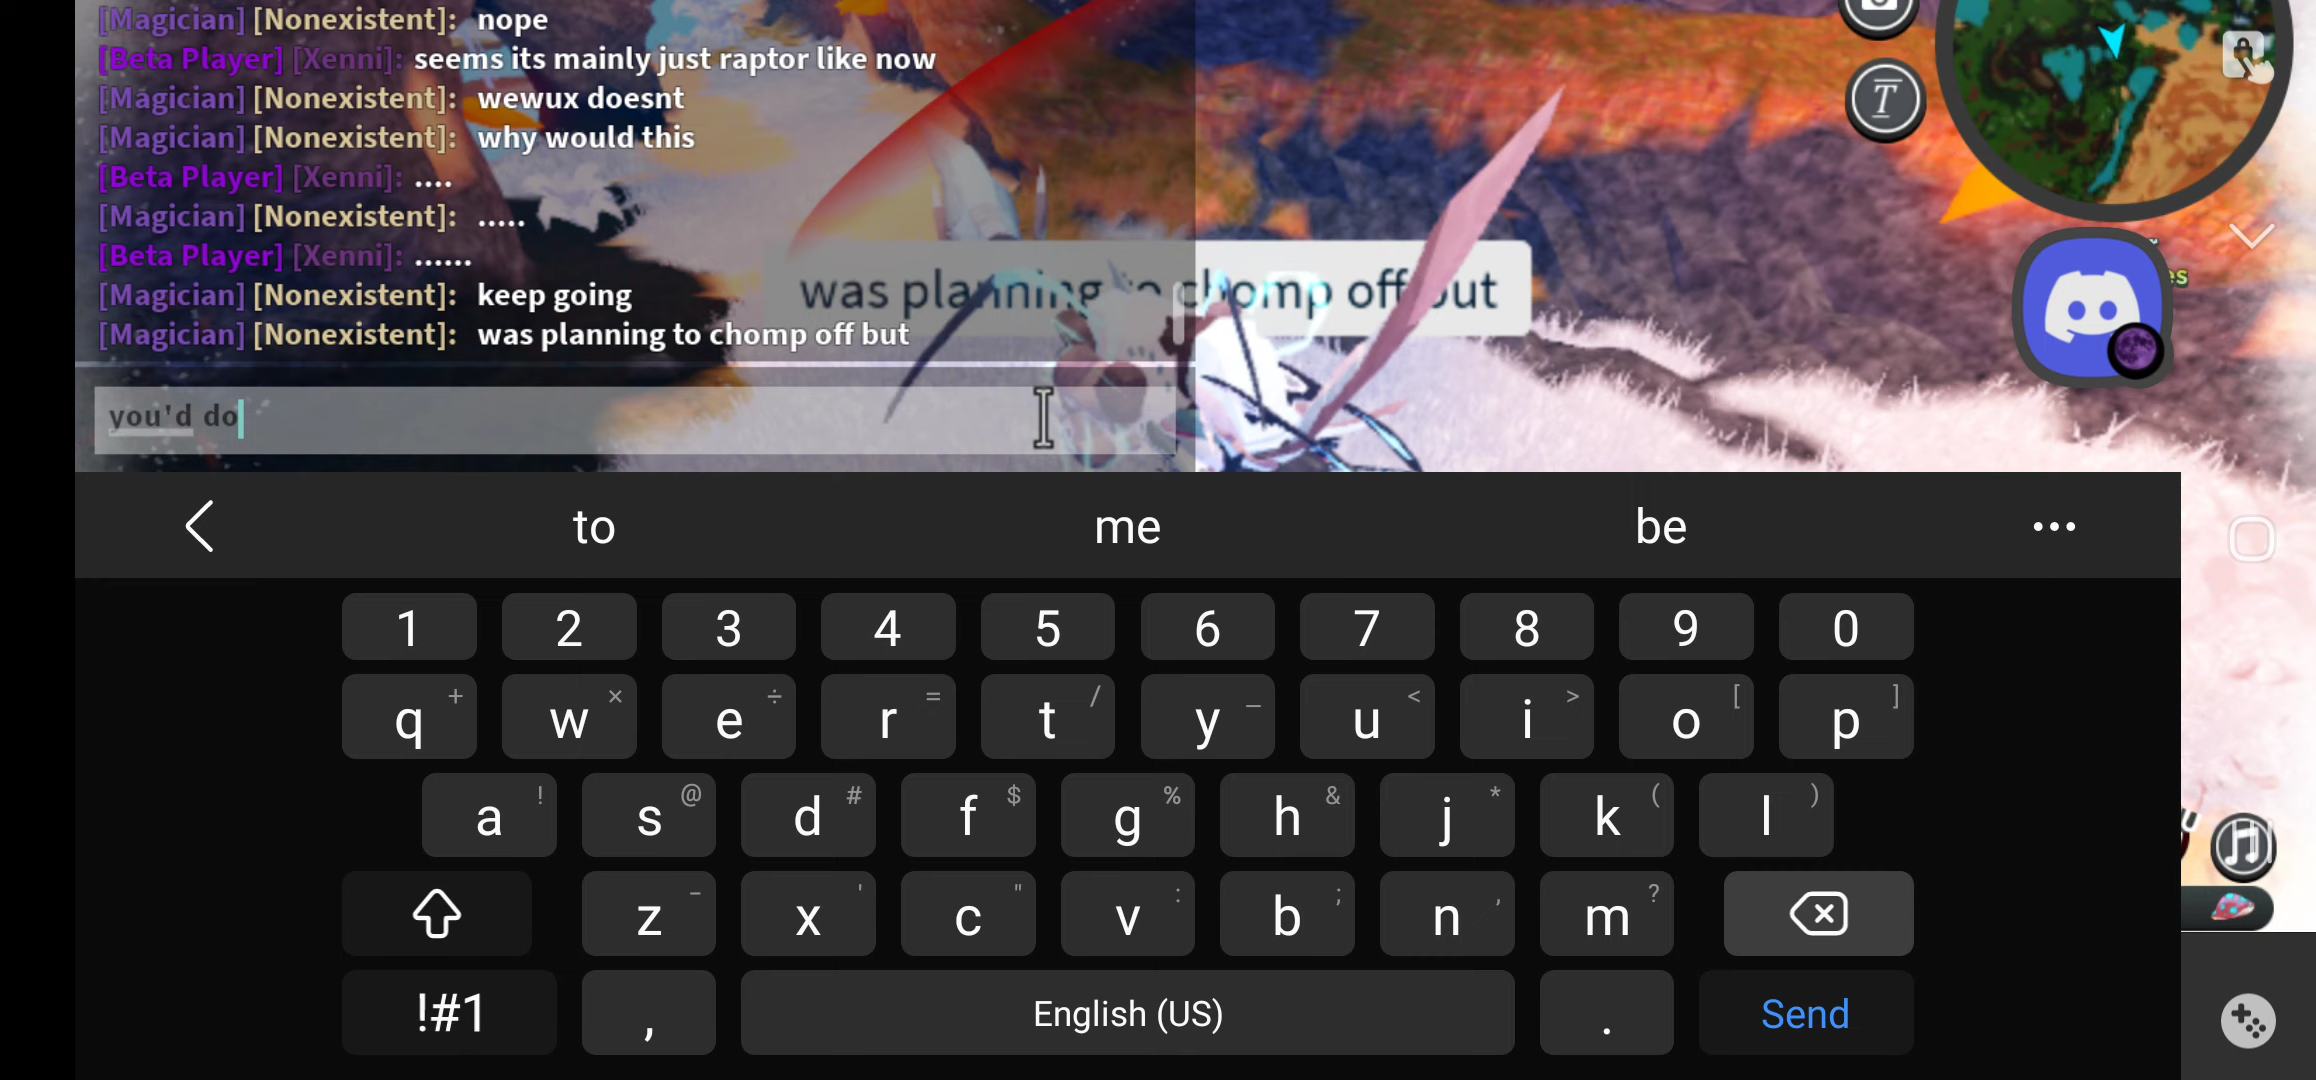 [Magician] [Nonexistent]: nope
[Beta Player] [Xenni]: seems its mainly just raptor like now
[Magician] [Nonexistent]: wewux doesnt
[Magician] [Nonexistent]: why would this
[Beta Player] [Xenni]: ....
[Magician] [Nonexistent]: .....
[Beta Player] [Xenni]: ......
[Magician] [Nonexistent]: keep going
[Magician] [Nonexistent]: was planning to chomp off but
was planning to chomp off but
you'd do
T
to me be ...
1 2 3 4 5 6 7 8 9 0
q + w × e ÷ r = t / y _ u < i > o [ p ]
a ! s @ d # f $ g % h & j * k ( l )
z - x ' c " v : b ; n , m ?
!#1 , English (US) . Send